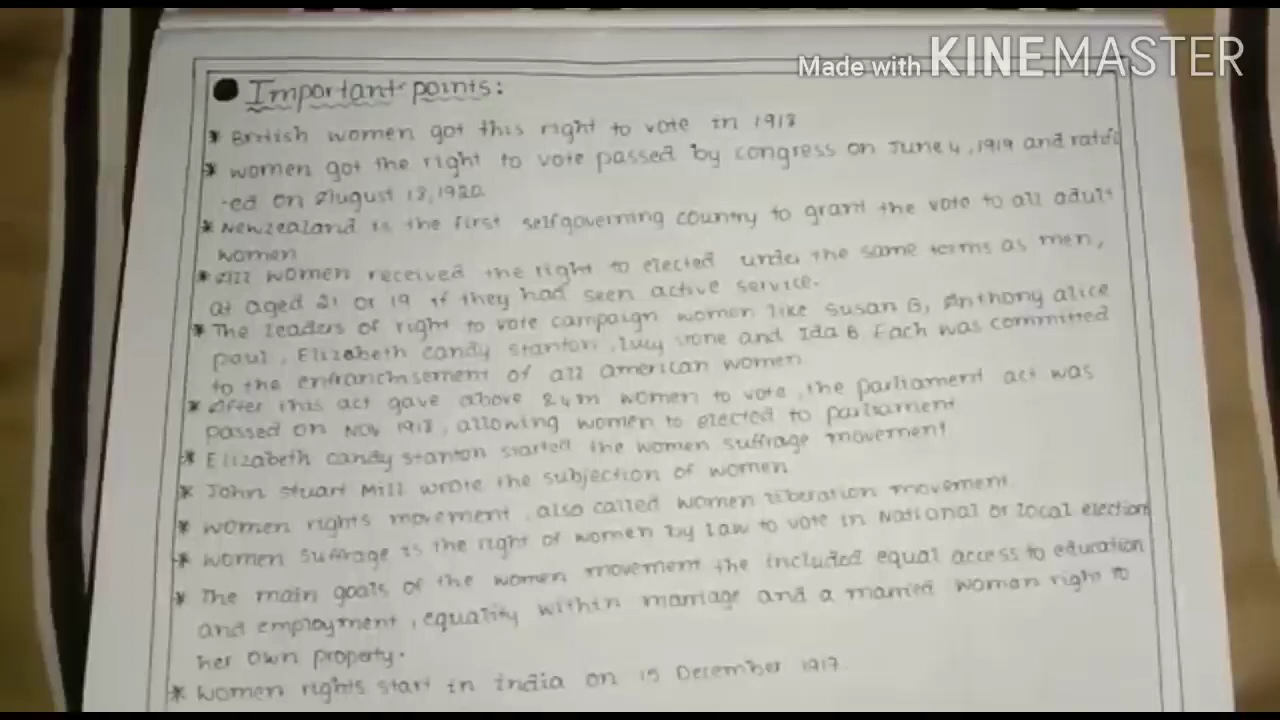 Made with KINEMASTER
Important points:
* British women got this right to vote in 1918
* women got the right to vote passed by congress on June 4, 1919 and ratifi
-ed on August 18, 1920
* Newzealand is the first selfgoverning country to grant the vote to all adult
women
* All women received the right to elected under the same terms as men,
at aged 21 or 19 if they had seen active service.
* The leaders of right to vote campaign women like Susan B, Anthony alice
paul, Elizabeth candy stanton, lucy stone and Ida B Each was committed
to the enfranchisement of all american women.
* After this act gave above 84m women to vote, the parliament act was
passed on Nov 1918, allowing women to elected to parliament
* Elizabeth candy stanton started the women suffrage movement
* John Stuart Mill wrote the subjection of women
* women rights movement, also called women liberation movement.
* women suffrage is the right of women by law to vote in National or local election
* The main goals of the women movement the included equal access to education
and employment, equality within marriage and a married woman right to
her own property.
* women rights start in india on 15 December 1917